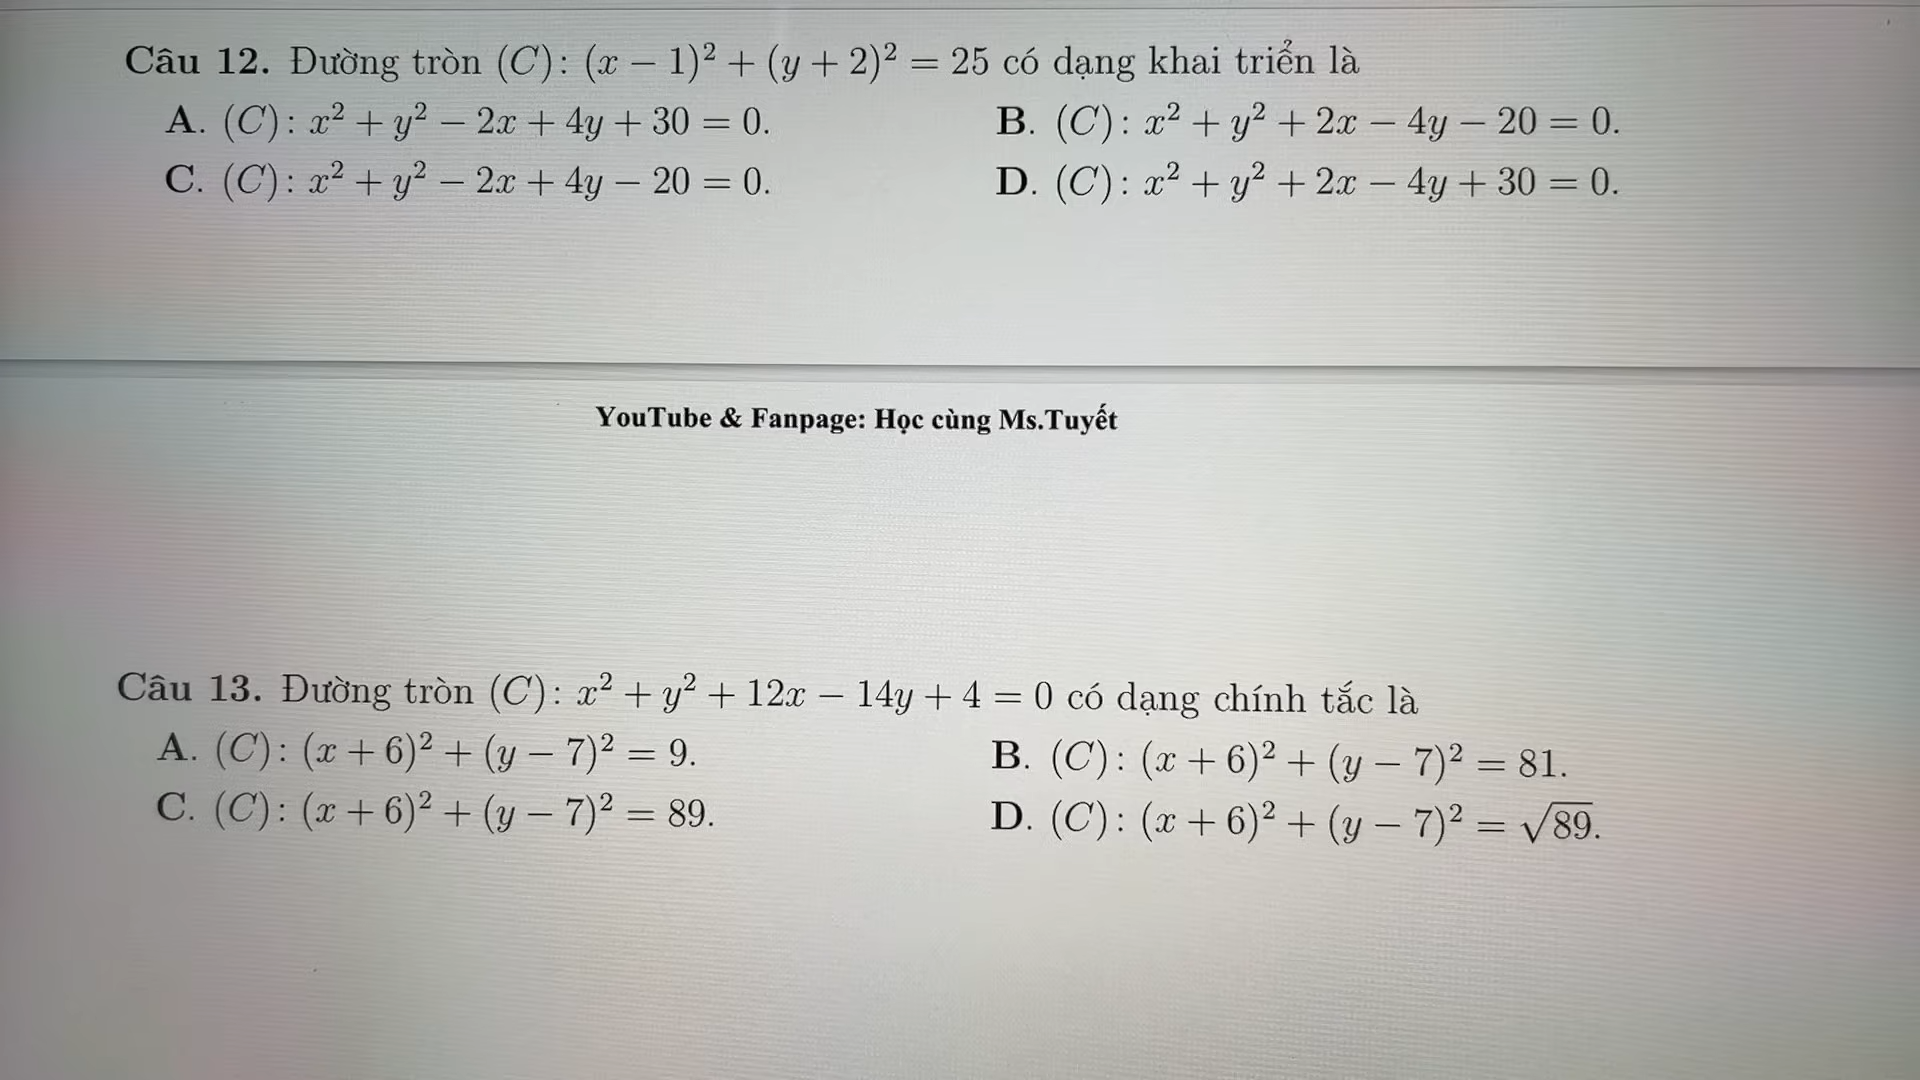 Câu 12. Đường tròn (C): (x − 1)² + (y + 2)² = 25 có dạng khai triển là
A. (C): x² + y² − 2x + 4y + 30 = 0. B. (C): x² + y² + 2x − 4y − 20 = 0.
C. (C): x² + y² − 2x + 4y − 20 = 0. D. (C): x² + y² + 2x − 4y + 30 = 0.
YouTube & Fanpage: Học cùng Ms.Tuyết
Câu 13. Đường tròn (C): x² + y² + 12x − 14y + 4 = 0 có dạng chính tắc là
A. (C): (x + 6)² + (y − 7)² = 9. B. (C): (x + 6)² + (y − 7)² = 81.
C. (C): (x + 6)² + (y − 7)² = 89. D. (C): (x + 6)² + (y − 7)² = √89.